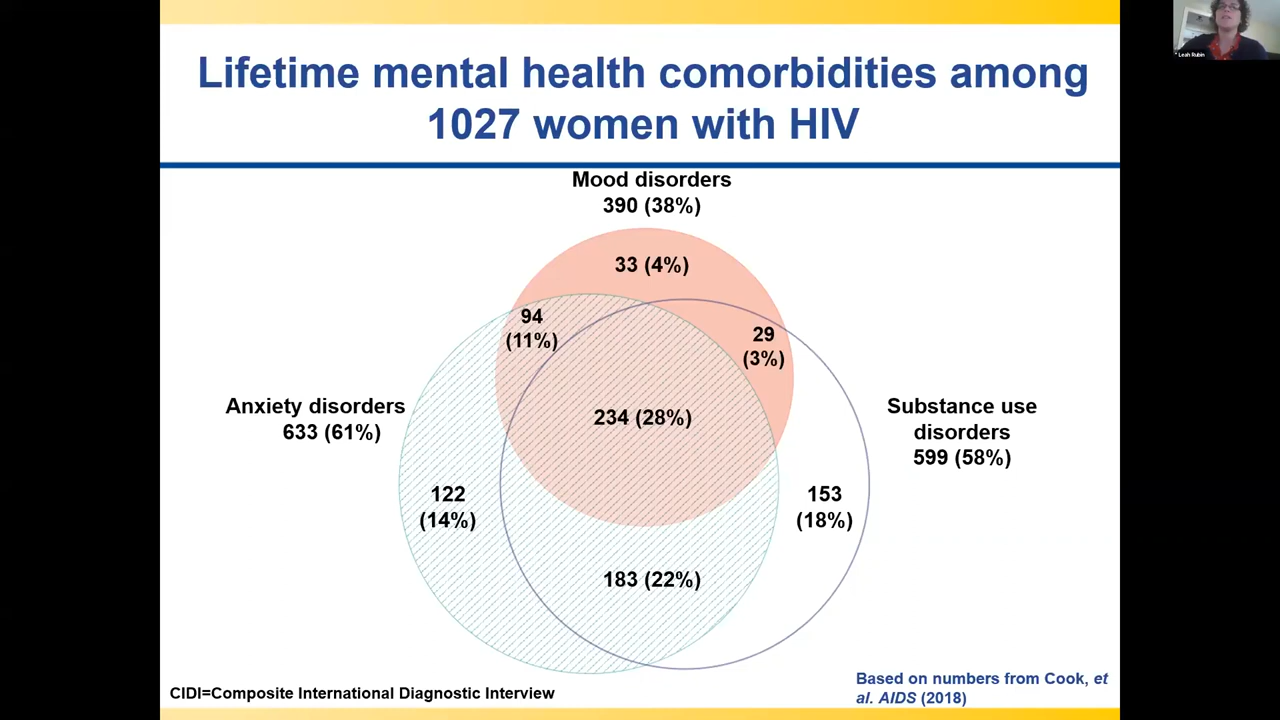 Lifetime mental health comorbidities among
1027 women with HIV
Leah Rubin
Mood disorders
390 (38%)
33 (4%)
94
(11%)
29
(3%)
Anxiety disorders
633 (61%)
234 (28%)
Substance use
disorders
599 (58%)
122
(14%)
153
(18%)
183 (22%)
CIDI=Composite International Diagnostic Interview
Based on numbers from Cook, et
al. AIDS (2018)